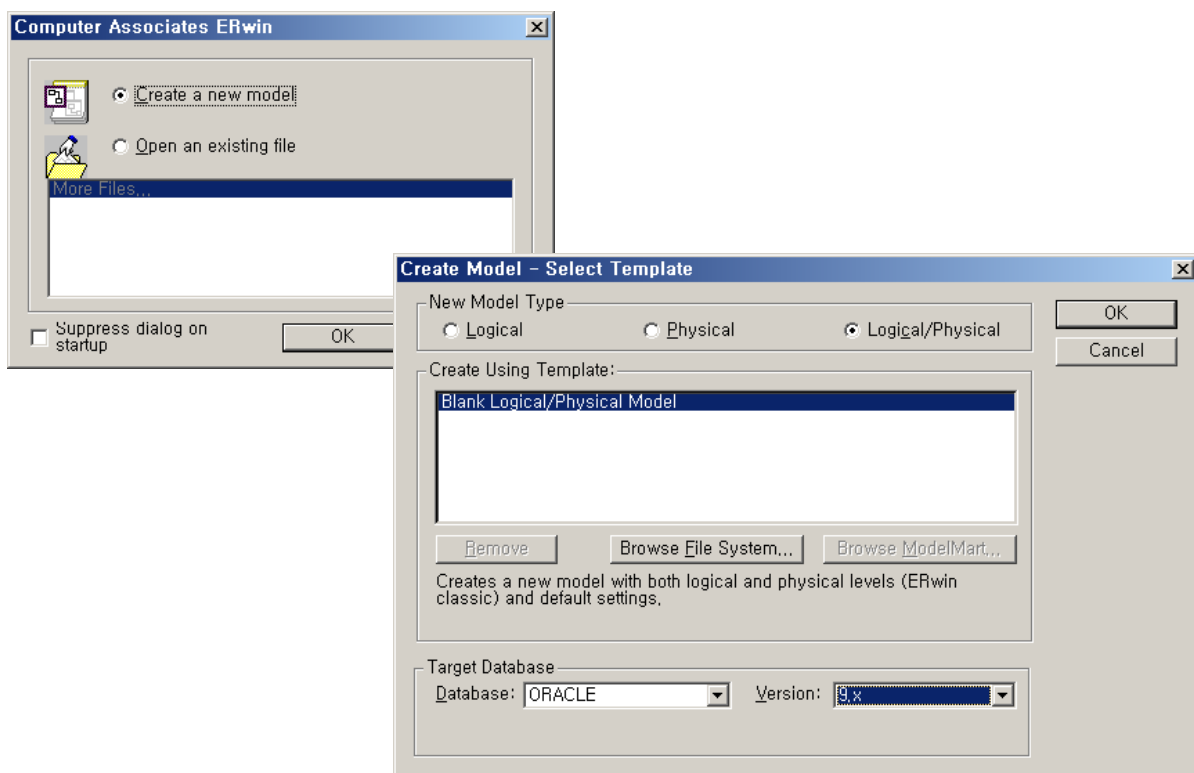 Computer Associates ERwin
Create a new model
Open an existing file
More Files...
Suppress dialog on
startup
OK
Create Model - Select Template
New Model Type
Logical
Physical
Logical/Physical
OK
Cancel
Create Using Template:
Blank Logical/Physical Model
Remove
Browse File System...
Browse ModelMart...
Creates a new model with both logical and physical levels (ERwin
classic) and default settings.
Target Database
Database: ORACLE
Version: 9.x